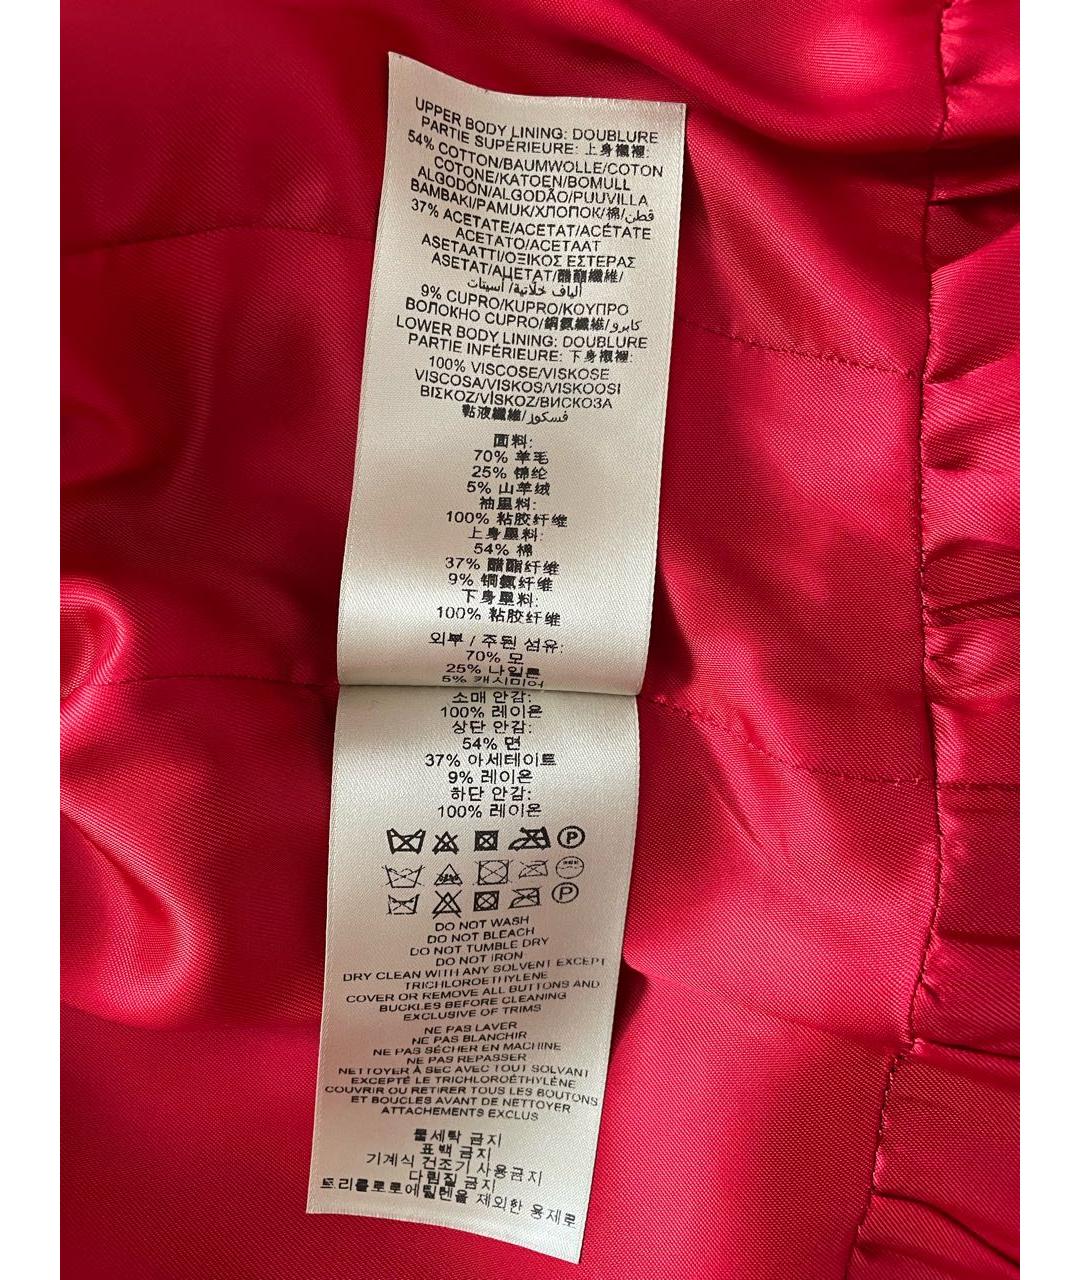 UPPER BODY LINING: DOUBLURE
PARTIE SUPÉRIEURE: 上身襯裡:
54% COTTON/BAUMWOLLE/COTON
COTONE/KATOEN/BOMULL
ALGODÓN/ALGODÃO/PUUVILLA
BAMBAKI/PAMUK/ХЛОПОК/棉/قطن
37% ACETATE/ACETAT/ACÉTATE
ACETATO/ACETAAT
ASETAATTI/ΟΞΙΚΟΣ ΕΣΤΕΡΑΣ
ASETAT/АЦЕТАТ/醋酯纖維/
ألياف خلّاتية/ أسيتات
9% CUPRO/KUPRO/ΚΟΥΠΡΟ
ВОЛОКНО CUPRO/銅氨纖維/كابرو
LOWER BODY LINING: DOUBLURE
PARTIE INFÉRIEURE: 下身襯裡:
100% VISCOSE/VISKOSE
VISCOSA/VISKOS/VISKOOSI
ΒΙΣΚΟΖ/VİSKOZ/ВИСКОЗА
黏液纖維/فسكوز
面料:
70% 羊毛
25% 锦纶
5% 山羊绒
袖里料:
100% 粘胶纤维
上身里料:
54% 棉
37% 醋酯纤维
9% 铜氨纤维
下身里料:
100% 粘胶纤维
외부 / 주된 섬유:
70% 모
25% 나일론
5% 캐시미어
소매 안감:
100% 레이온
상단 안감:
54% 면
37% 아세테이트
9% 레이온
하단 안감:
100% 레이온
P
P
DO NOT WASH
DO NOT BLEACH
DO NOT TUMBLE DRY
DO NOT IRON
DRY CLEAN WITH ANY SOLVENT EXCEPT
TRICHLOROETHYLENE
COVER OR REMOVE ALL BUTTONS AND
BUCKLES BEFORE CLEANING
EXCLUSIVE OF TRIMS
NE PAS LAVER
NE PAS BLANCHIR
NE PAS SÉCHER EN MACHINE
NE PAS REPASSER
NETTOYER À SEC AVEC TOUT SOLVANT
EXCEPTÉ LE TRICHLOROÉTHYLÈNE
COUVRIR OU RETIRER TOUS LES BOUTONS
ET BOUCLES AVANT DE NETTOYER
ATTACHEMENTS EXCLUS
물세탁 금지
표백 금지
기계식 건조기 사용금지
다림질 금지
트리클로로에틸렌을 제외한 용제로